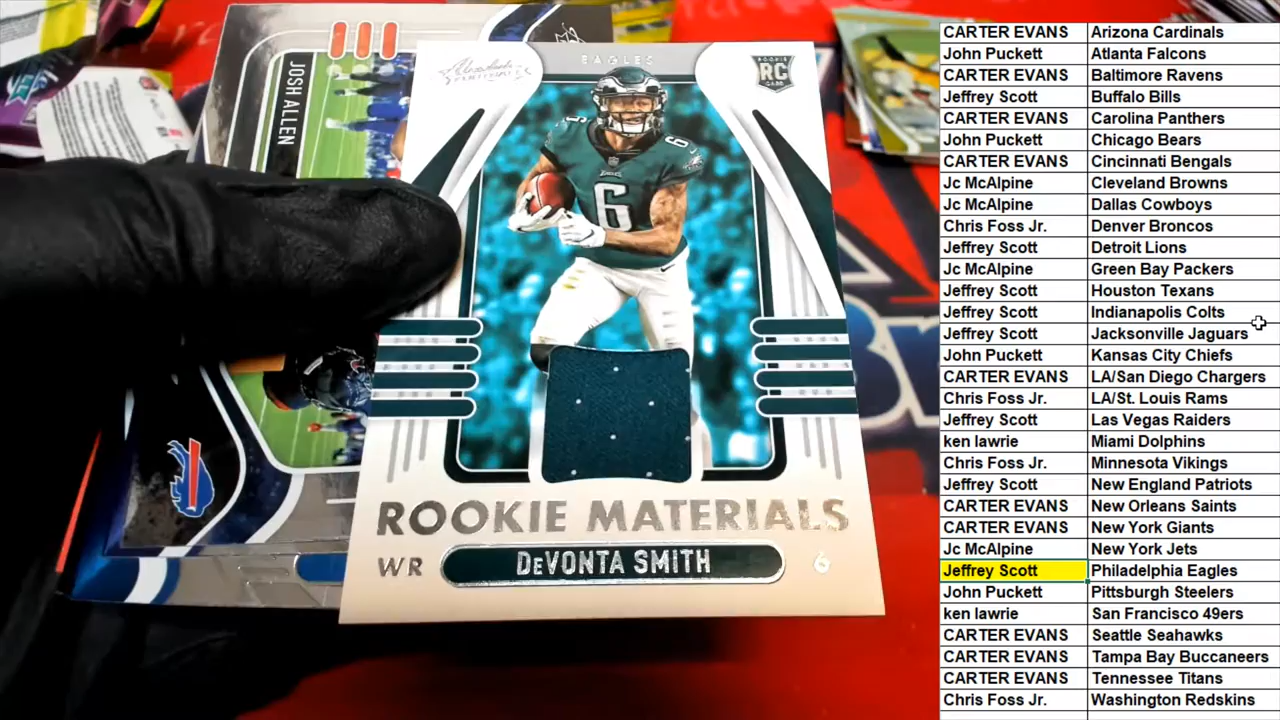 JOSH ALLEN
Absolute
EAGLES
ROOKIE
RC
CARD
6
6
ROOKIE MATERIALS
WR DEVONTA SMITH 6
CARTER EVANS Arizona Cardinals
John Puckett Atlanta Falcons
CARTER EVANS Baltimore Ravens
Jeffrey Scott Buffalo Bills
CARTER EVANS Carolina Panthers
John Puckett Chicago Bears
CARTER EVANS Cincinnati Bengals
Jc McAlpine Cleveland Browns
Jc McAlpine Dallas Cowboys
Chris Foss Jr. Denver Broncos
Jeffrey Scott Detroit Lions
Jc McAlpine Green Bay Packers
Jeffrey Scott Houston Texans
Jeffrey Scott Indianapolis Colts
Jeffrey Scott Jacksonville Jaguars
John Puckett Kansas City Chiefs
CARTER EVANS LA/San Diego Chargers
Chris Foss Jr. LA/St. Louis Rams
Jeffrey Scott Las Vegas Raiders
ken lawrie Miami Dolphins
Chris Foss Jr. Minnesota Vikings
Jeffrey Scott New England Patriots
CARTER EVANS New Orleans Saints
CARTER EVANS New York Giants
Jc McAlpine New York Jets
Jeffrey Scott Philadelphia Eagles
John Puckett Pittsburgh Steelers
ken lawrie San Francisco 49ers
CARTER EVANS Seattle Seahawks
CARTER EVANS Tampa Bay Buccaneers
CARTER EVANS Tennessee Titans
Chris Foss Jr. Washington Redskins